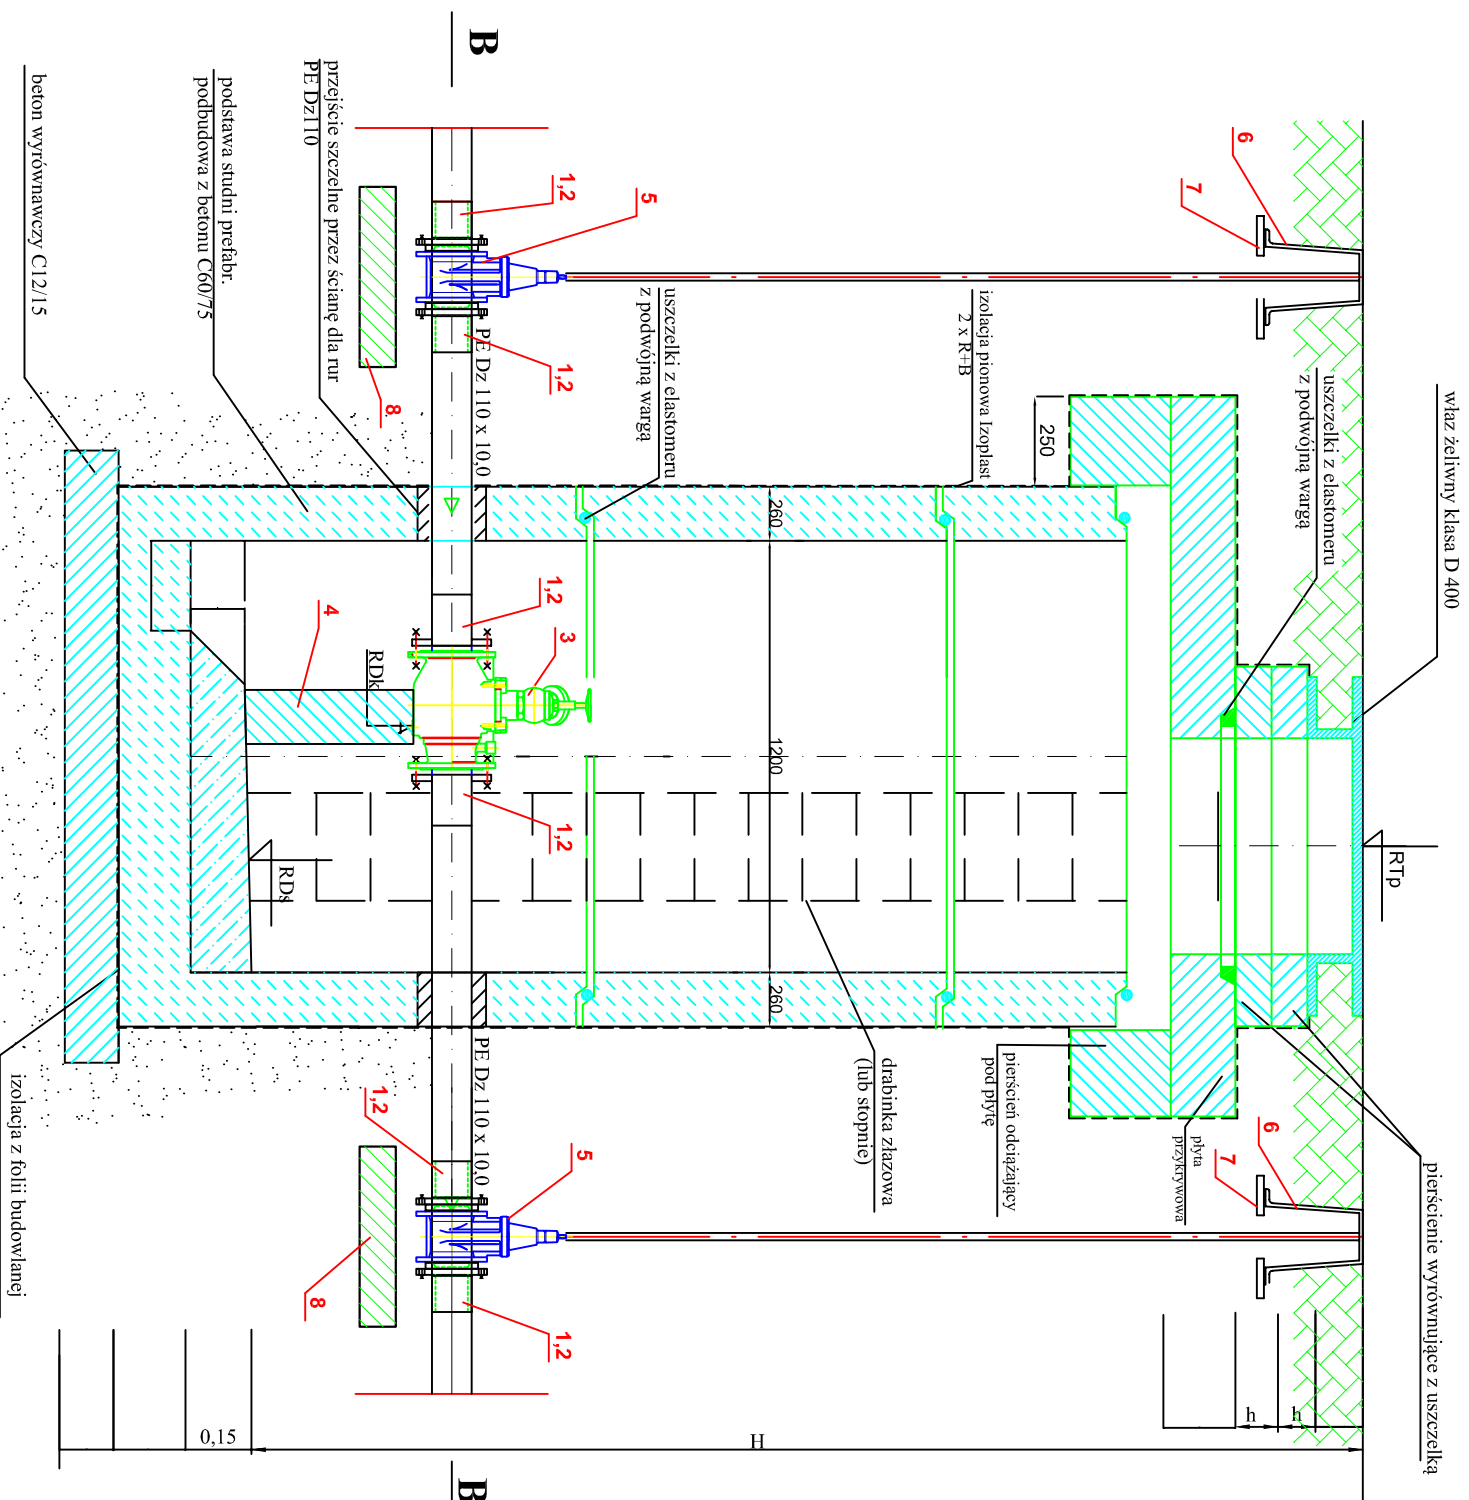 właz żeliwny klasa D 400
RTp
pierścienie wyrównujące z uszczelką
uszczelki z elastomeru
z podwójną wargą
6
7
6
7
płyta
przykrywowa
250
izolacja pionowa Izoplast
2 x R+B
pierścień odciążający
pod płytę
drabinka złazowa
(lub stopnie)
h
h
H
260
1200
260
uszczelki z elastomeru
z podwójną wargą
5
1,2
1,2
3
1,2
1,2
5
1,2
1,2
B
B
PE Dz 110 x 10,0
PE Dz 110 x 10,0
8
8
RDk
4
RDs
0,15
przejście szczelne przez ścianę dla rur
PE Dz110
podstawa studni prefabr.
podbudowa z betonu C60/75
beton wyrównawczy C12/15
izolacja z folii budowlanej